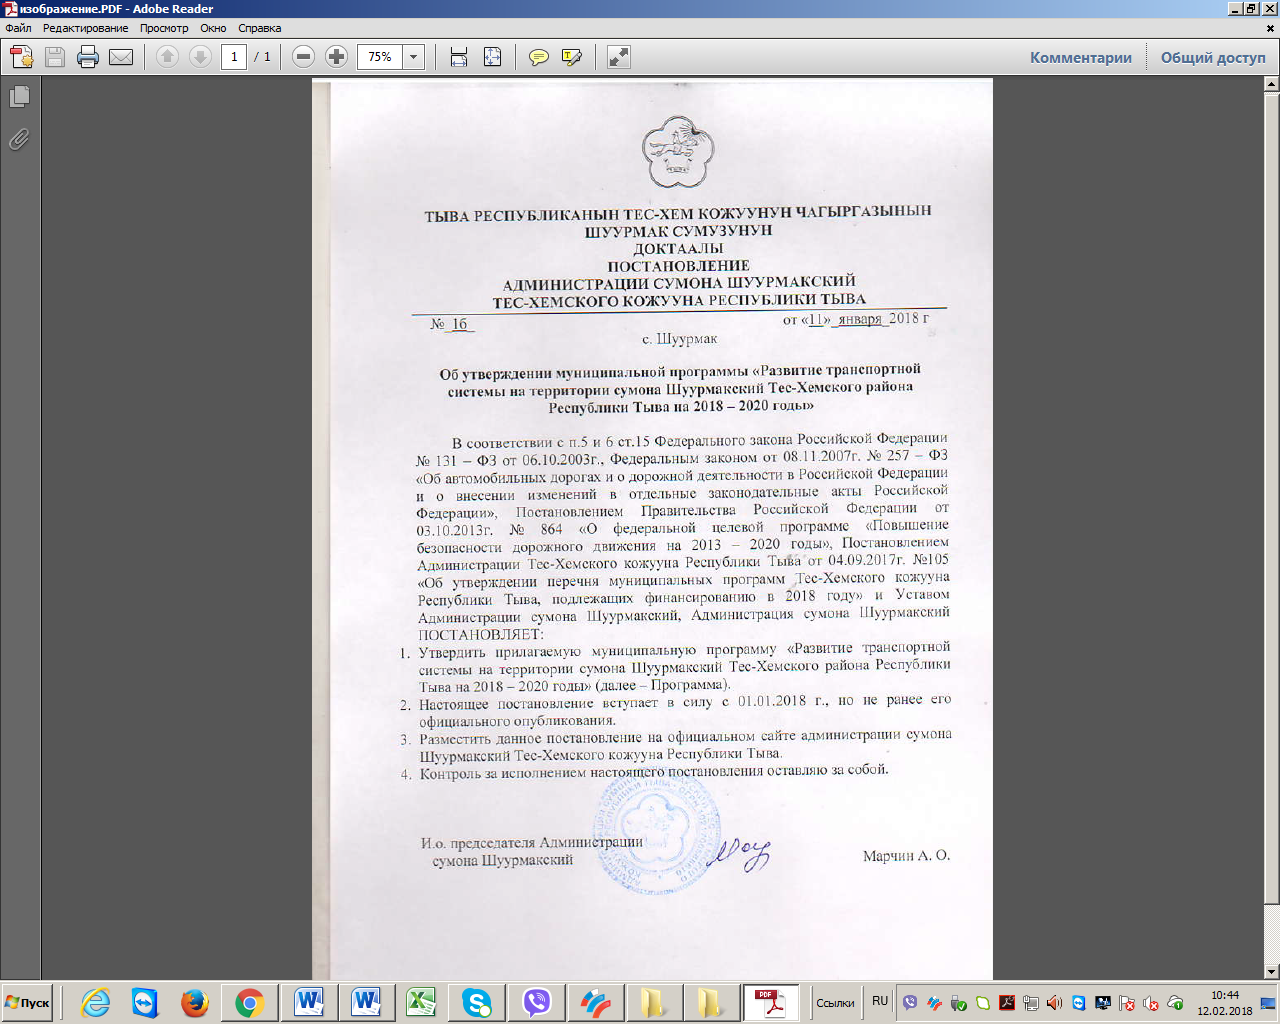 изображение.PDF - Adobe Reader
Файл Редактирование Просмотр Окно Справка
1 / 1 75% Комментарии Общий доступ
ТЫВА РЕСПУБЛИКАНЫН ТЕС-ХЕМ КОЖУУНУН ЧАГЫРГАЗЫНЫН
ШУУРМАК СУМУЗУНУН
ДОКТААЛЫ
ПОСТАНОВЛЕНИЕ
АДМИНИСТРАЦИИ СУМОНА ШУУРМАКСКИЙ
ТЕС-ХЕМСКОГО КОЖУУНА РЕСПУБЛИКИ ТЫВА
№_16_ от «11»_января_2018 г
с. Шуурмак
Об утверждении муниципальной программы «Развитие транспортной
системы на территории сумона Шуурмакский Тес-Хемского района
Республики Тыва на 2018 – 2020 годы»
В соответствии с п.5 и 6 ст.15 Федерального закона Российской Федерации
№ 131 – ФЗ от 06.10.2003г., Федеральным законом от 08.11.2007г. № 257 – ФЗ
«Об автомобильных дорогах и о дорожной деятельности в Российской Федерации
и о внесении изменений в отдельные законодательные акты Российской
Федерации», Постановлением Правительства Российской Федерации от
03.10.2013г. № 864 «О федеральной целевой программе «Повышение
безопасности дорожного движения на 2013 – 2020 годы», Постановлением
Администрации Тес-Хемского кожууна Республики Тыва от 04.09.2017г. №105
«Об утверждении перечня муниципальных программ Тес-Хемского кожууна
Республики Тыва, подлежащих финансированию в 2018 году» и Уставом
Администрации сумона Шуурмакский, Администрация сумона Шуурмакский
ПОСТАНОВЛЯЕТ:
1. Утвердить прилагаемую муниципальную программу «Развитие транспортной
системы на территории сумона Шуурмакский Тес-Хемского района Республики
Тыва на 2018 – 2020 годы» (далее – Программа).
2. Настоящее постановление вступает в силу с 01.01.2018 г., но не ранее его
официального опубликования.
3. Разместить данное постановление на официальном сайте администрации сумона
Шуурмакский Тес-Хемского кожууна Республики Тыва.
4. Контроль за исполнением настоящего постановления оставляю за собой.
И.о. председателя Администрации
сумона Шуурмакский Марчин А. О.
Пуск Ссылки RU 10:44
12.02.2018